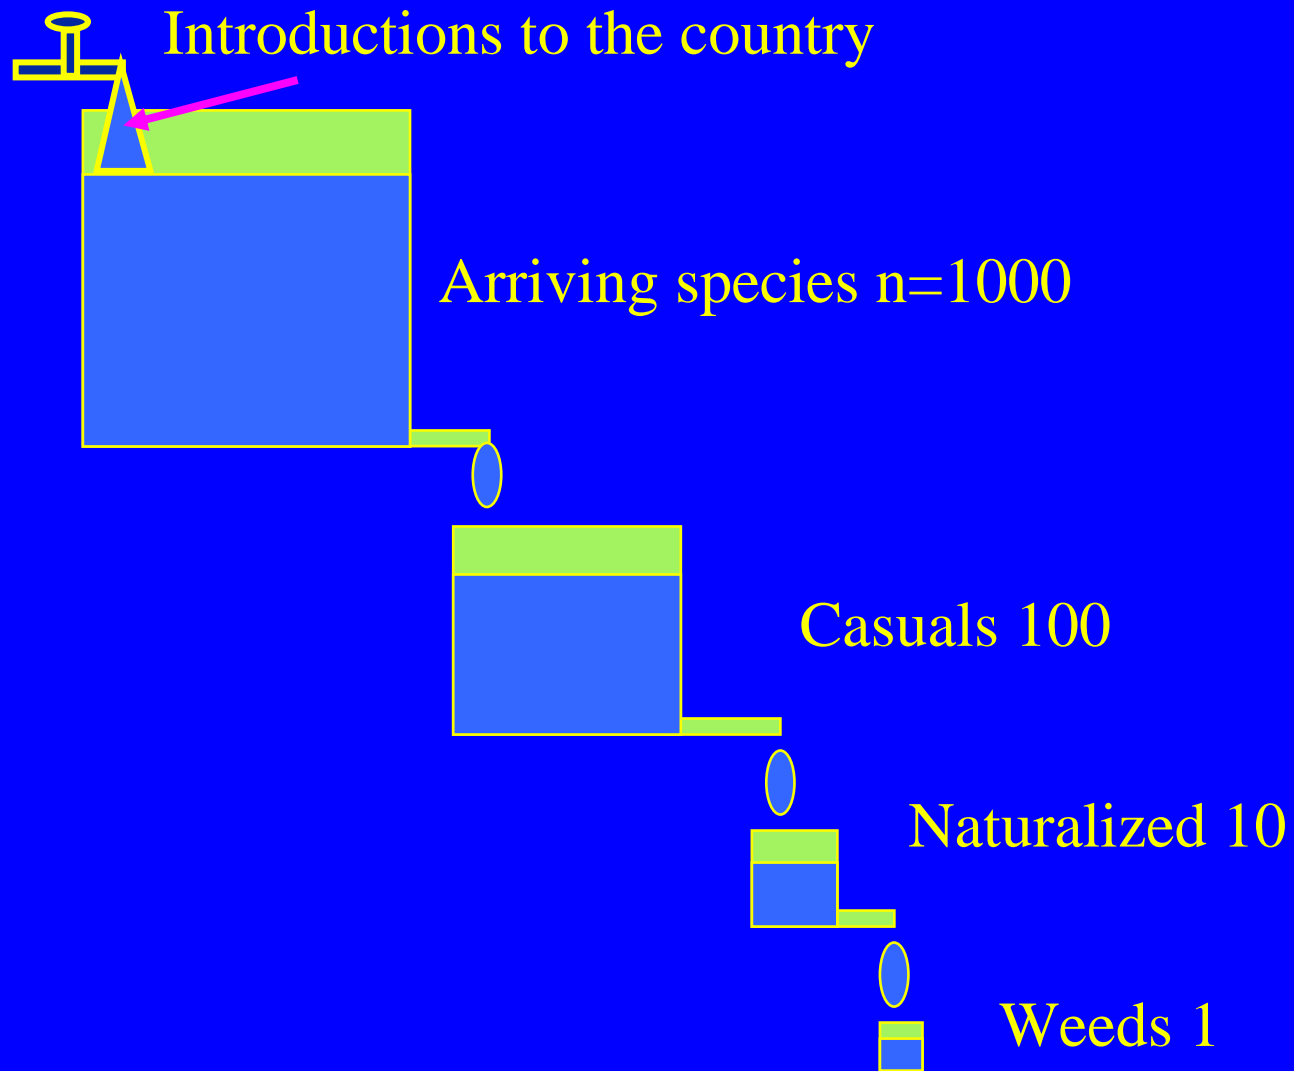 Introductions to the country
Arriving species n=1000
Casuals 100
Naturalized 10
Weeds 1